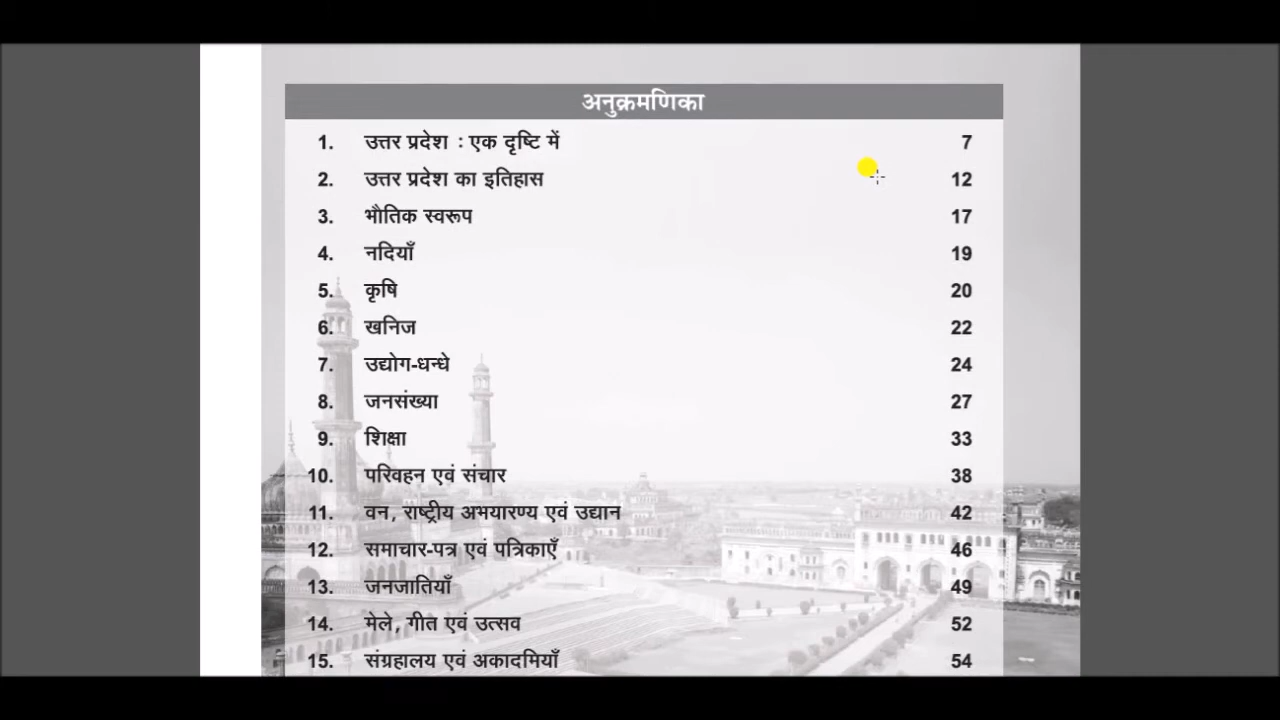 अनुक्रमणिका
1. उत्तर प्रदेश : एक दृष्टि में 7
2. उत्तर प्रदेश का इतिहास 12
3. भौतिक स्वरूप 17
4. नदियाँ 19
5. कृषि 20
6. खनिज 22
7. उद्योग-धन्धे 24
8. जनसंख्या 27
9. शिक्षा 33
10. परिवहन एवं संचार 38
11. वन, राष्ट्रीय अभयारण्य एवं उद्यान 42
12. समाचार-पत्र एवं पत्रिकाएँ 46
13. जनजातियाँ 49
14. मेले, गीत एवं उत्सव 52
15. संग्रहालय एवं अकादमियाँ 54